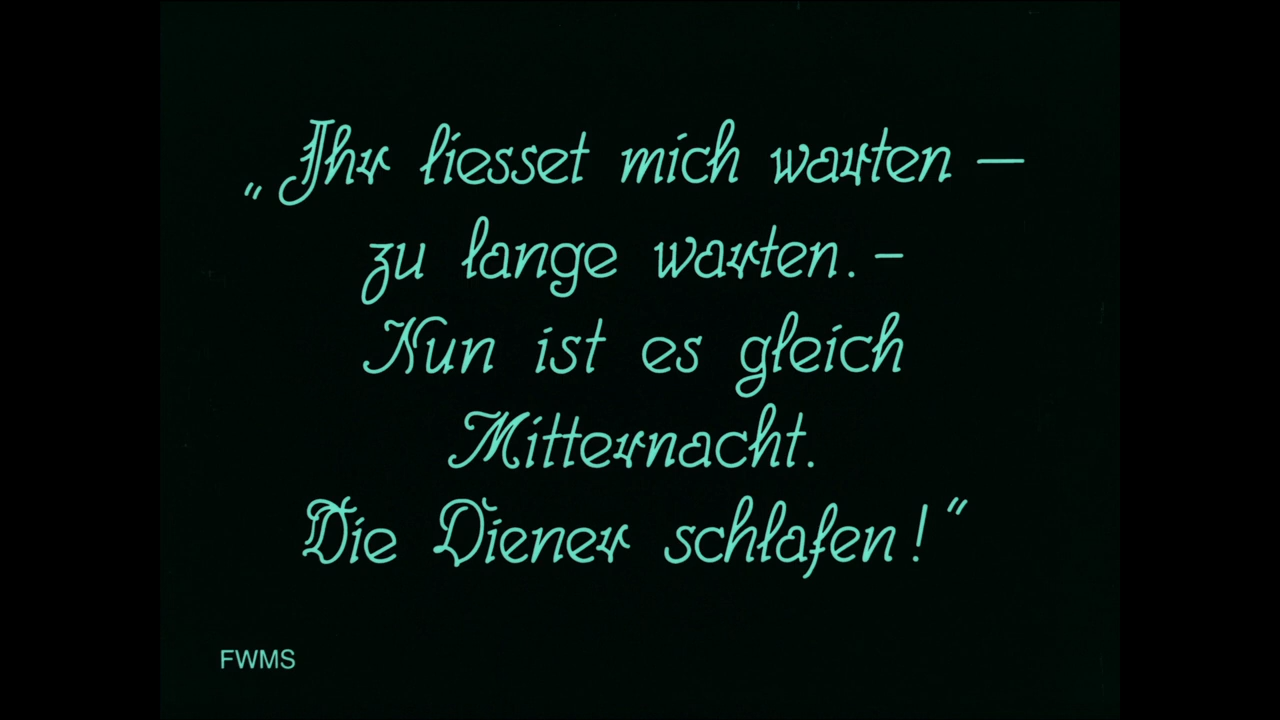 „Ihr liesset mich warten —
zu lange warten. –
Nun ist es gleich
Mitternacht.
Die Diener schlafen!“
FWMS